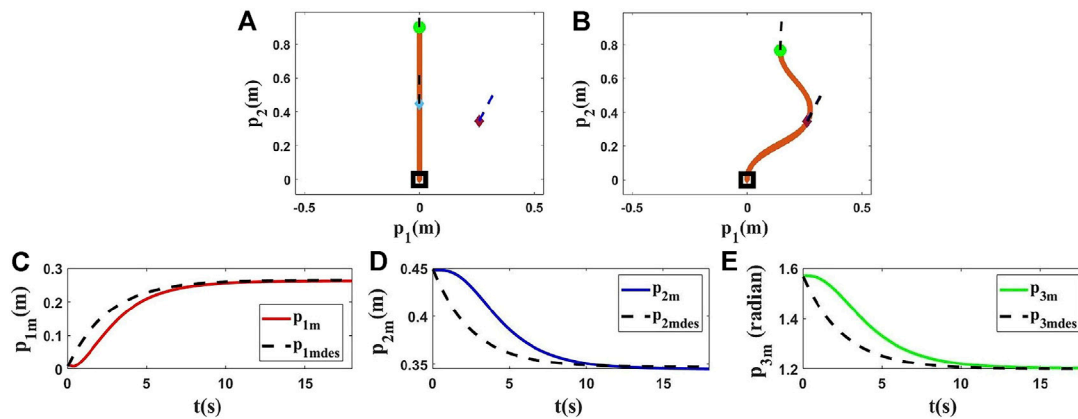 A
p₂(m)
0.8
0.6
0.4
0.2
0
-0.5
0
0.5
p₁(m)
B
p₂(m)
0.8
0.6
0.4
0.2
0
-0.5
0
0.5
p₁(m)
C
p₁ₘ(m)
0.3
0.2
0.1
0
0
5
10
15
t(s)
p₁ₘ
p₁mdes
D
p₂ₘ(m)
0.45
0.35
0
5
10
15
t(s)
p₂ₘ
p₂mdes
E
p₃ₘ (radian)
1.6
1.4
1.2
0
5
10
15
t(s)
p₃ₘ
p₃mdes